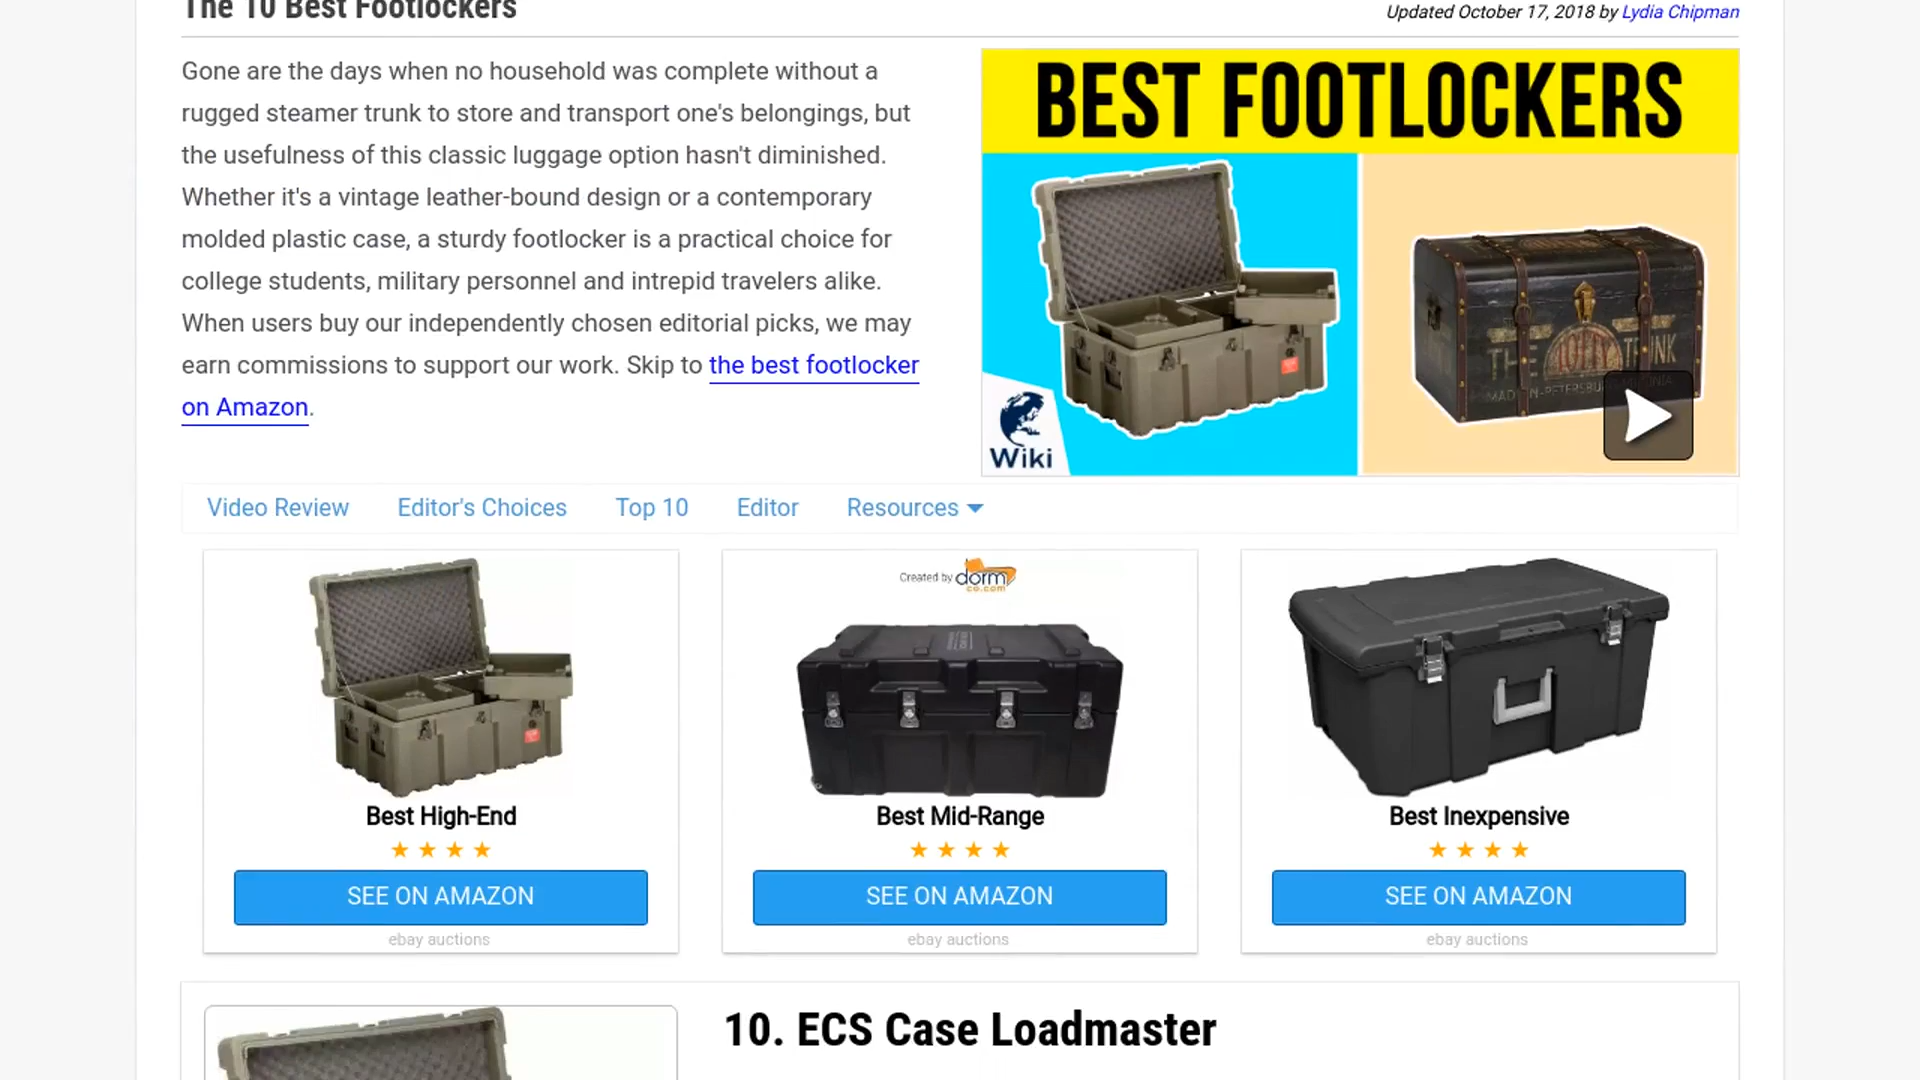 The 10 Best Footlockers
Updated October 17, 2018 by Lydia Chipman
Gone are the days when no household was complete without a
rugged steamer trunk to store and transport one's belongings, but
the usefulness of this classic luggage option hasn't diminished.
Whether it's a vintage leather-bound design or a contemporary
molded plastic case, a sturdy footlocker is a practical choice for
college students, military personnel and intrepid travelers alike.
When users buy our independently chosen editorial picks, we may
earn commissions to support our work. Skip to the best footlocker
on Amazon.
BEST FOOTLOCKERS
THE TRUNK
Wiki
Video Review Editor's Choices Top 10 Editor Resources
Created by dorm
co.com
Best High-End
SEE ON AMAZON
ebay auctions
Best Mid-Range
SEE ON AMAZON
ebay auctions
Best Inexpensive
SEE ON AMAZON
ebay auctions
10. ECS Case Loadmaster